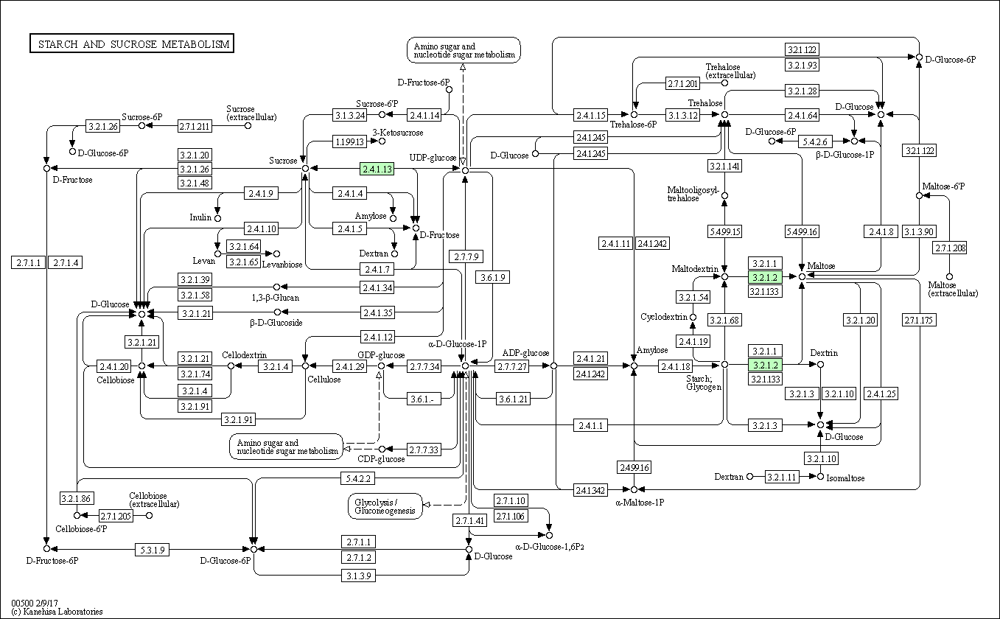 STARCH AND SUCROSE METABOLISM
Amino sugar and
nucleotide sugar metabolism
3.2.1.122
D-Glucose-6P
3.2.1.93
Trehalose
(extracellular)
D-Fructose-6P
2.7.1.201
3.2.1.28
Sucrose-6'P
Trehalose
D-Glucose
Sucrose
(extracellular)
Sucrose-6P
3.1.3.24
2.4.1.14
2.4.1.15
3.1.3.12
2.4.1.64
Trehalose-6P
3.2.1.26
2.7.1.211
3-Ketosucrose
1.1.99.13
2.4.1.245
D-Glucose-6P
5.4.2.6
D-Glucose-6P
β-D-Glucose-1P
3.2.1.122
D-Glucose
2.4.1.245
3.2.1.20
Sucrose
UDP-glucose
3.2.1.26
2.4.1.13
3.2.1.141
D-Fructose
3.2.1.48
Maltose-6'P
2.4.1.9
2.4.1.4
Maltooligosyl-
trehalose
Inulin
Amylose
2.4.1.10
2.4.1.5
D-Fructose
5.4.99.15
5.4.99.16
2.4.1.8
3.1.3.90
2.4.1.11
2.4.1.242
3.2.1.64
2.7.1.208
Levan
Levanbiose
Dextran
3.2.1.65
2.7.7.9
2.7.1.1
2.7.1.4
2.4.1.7
3.6.1.9
Maltodextrin
3.2.1.1
Maltose
3.2.1.2
3.2.1.133
Maltose
(extracellular)
3.2.1.39
2.4.1.34
3.2.1.58
1,3-β-Glucan
3.2.1.54
D-Glucose
3.2.1.21
2.4.1.35
β-D-Glucoside
Cyclodextrin
3.2.1.68
3.2.1.20
2.7.1.175
2.4.1.12
3.2.1.21
α-D-Glucose-1P
2.4.1.19
Cellodextrin
GDP-glucose
ADP-glucose
Amylose
3.2.1.1
Dextrin
3.2.1.21
2.4.1.21
2.4.1.20
3.2.1.4
2.4.1.29
2.7.7.34
2.7.7.27
2.4.1.18
3.2.1.2
3.2.1.74
2.4.1.242
3.2.1.133
Cellobiose
Cellulose
Starch;
Glycogen
3.2.1.4
3.2.1.3
3.2.1.10
2.4.1.25
3.2.1.91
3.6.1.-
3.6.1.21
3.2.1.91
2.4.1.1
3.2.1.3
D-Glucose
Amino sugar and
nucleotide sugar metabolism
2.7.7.33
CDP-glucose
3.2.1.10
2.4.99.16
5.4.2.2
Dextran
3.2.1.11
Isomaltose
2.4.1.342
α-Maltose-1P
3.2.1.86
Cellobiose
(extracellular)
Glycolysis /
Gluconeogenesis
2.7.1.10
2.7.1.205
2.7.1.106
Cellobiose-6'P
2.7.1.41
α-D-Glucose-1,6P2
2.7.1.1
5.3.1.9
D-Fructose-6P
D-Glucose-6P
2.7.1.2
D-Glucose
3.1.3.9
00500 2/9/17
(c) Kanehisa Laboratories